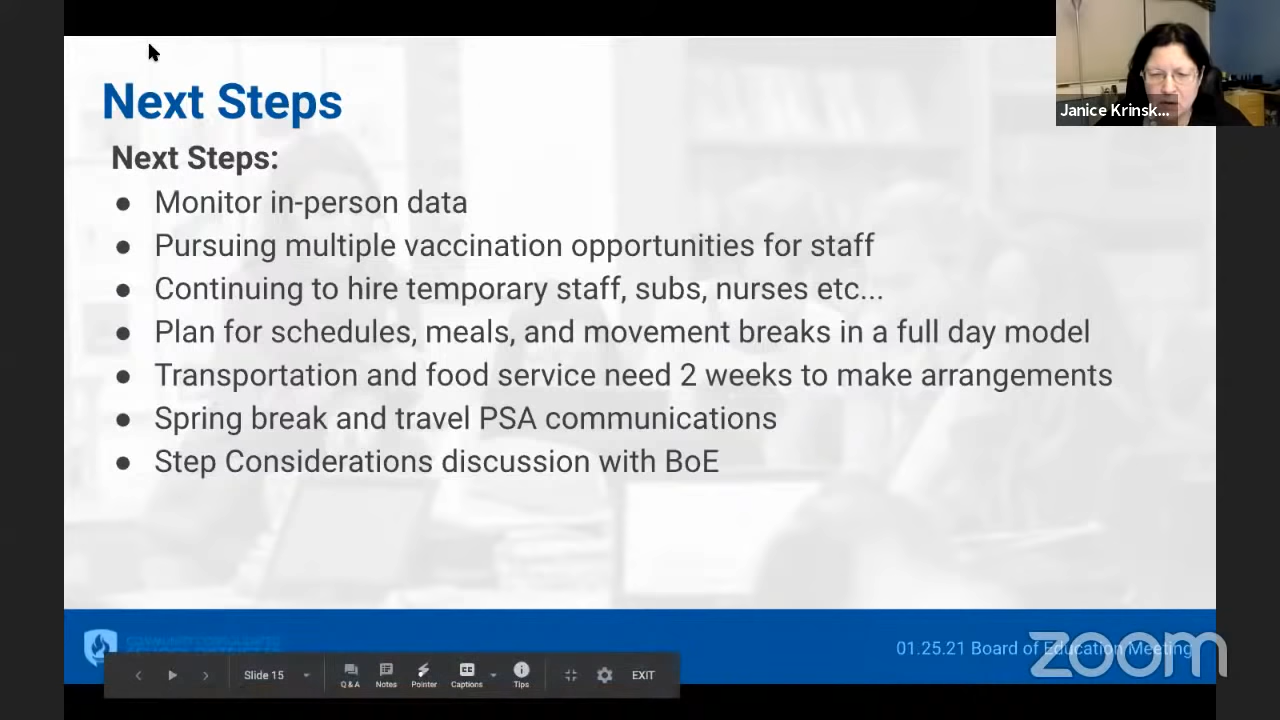 Janice Krinsk...
Next Steps
Next Steps:
● Monitor in-person data
● Pursuing multiple vaccination opportunities for staff
● Continuing to hire temporary staff, subs, nurses etc...
● Plan for schedules, meals, and movement breaks in a full day model
● Transportation and food service need 2 weeks to make arrangements
● Spring break and travel PSA communications
● Step Considerations discussion with BoE
01.25.21 Board of Education Meeting
zoom
Slide 15
Q&A
Notes
Pointer
Captions
Tips
EXIT